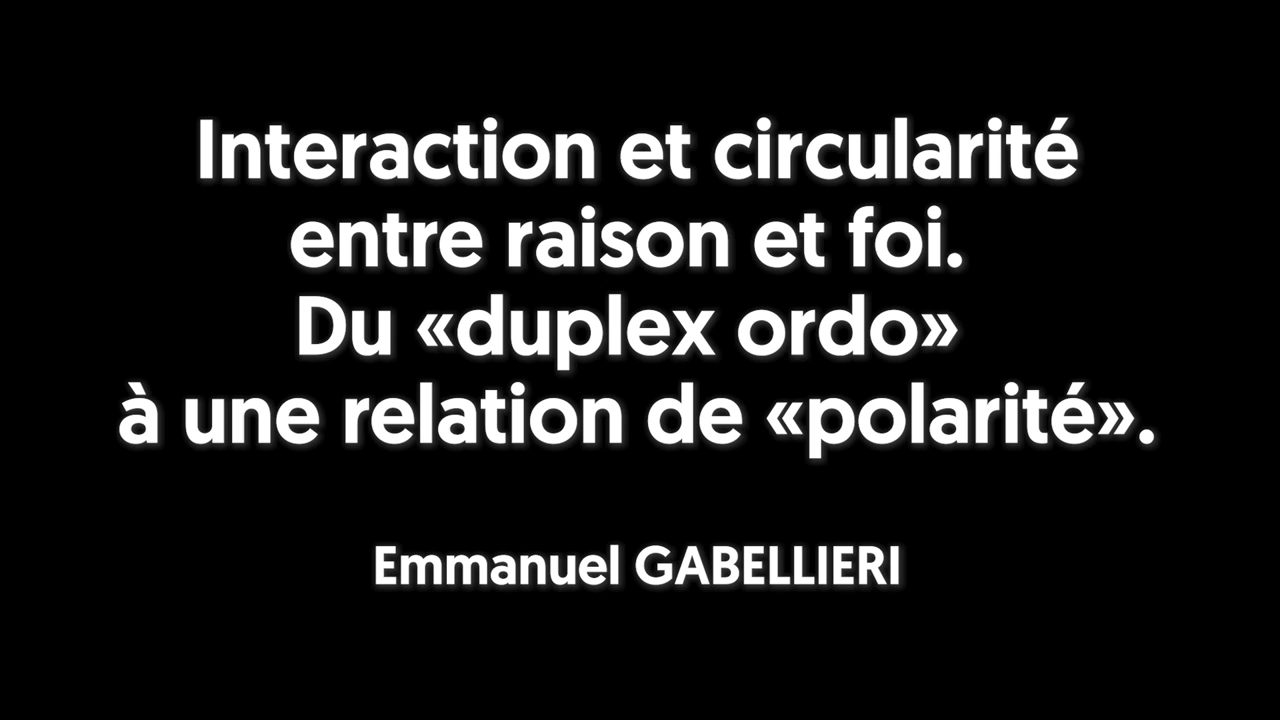 Interaction et circularité
entre raison et foi.
Du «duplex ordo»
à une relation de «polarité».
Emmanuel GABELLIERI